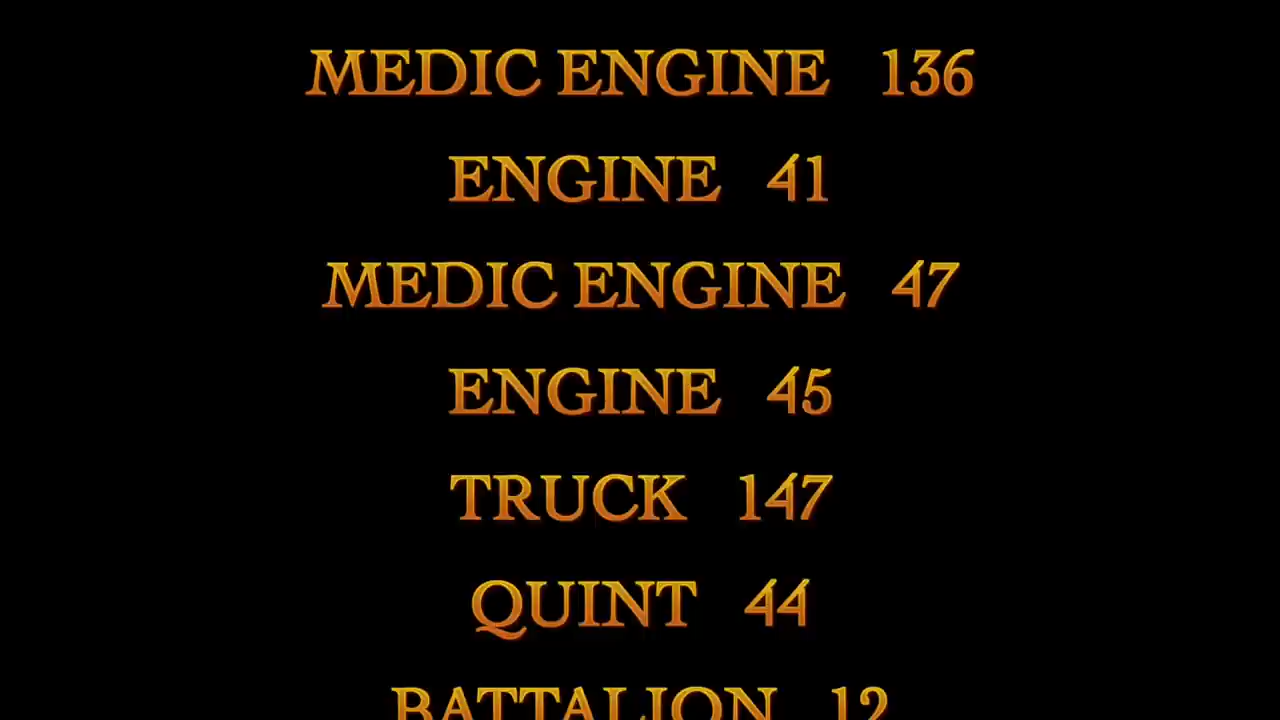 MEDIC ENGINE 136
ENGINE 41
MEDIC ENGINE 47
ENGINE 45
TRUCK 147
QUINT 44
BATTALION 12